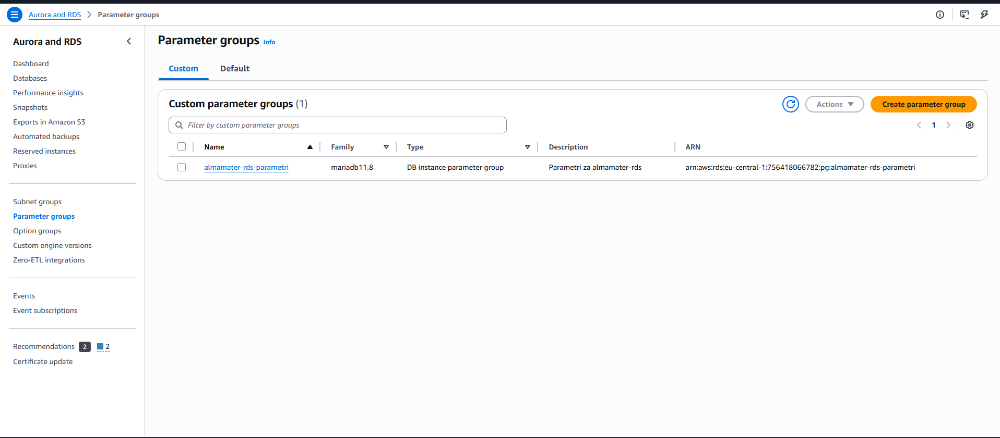 Aurora and RDS > Parameter groups
Aurora and RDS
Dashboard
Databases
Performance insights
Snapshots
Exports in Amazon S3
Automated backups
Reserved instances
Proxies
Subnet groups
Parameter groups
Option groups
Custom engine versions
Zero-ETL integrations
Events
Event subscriptions
Recommendations 2 2
Certificate update
Parameter groups Info
Custom Default
Custom parameter groups (1) Actions Create parameter group
Filter by custom parameter groups 1
Name Family Type Description ARN
almamater-rds-parametri mariadb11.8 DB instance parameter group Parametri za almamater-rds arn:aws:rds:eu-central-1:756418066782:pg:almamater-rds-parametri